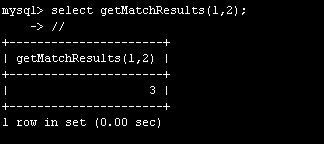 mysql> select getMatchResults(1,2);
    -> //
+----------------------+
| getMatchResults(1,2) |
+----------------------+
|                    3 |
+----------------------+
1 row in set (0.00 sec)